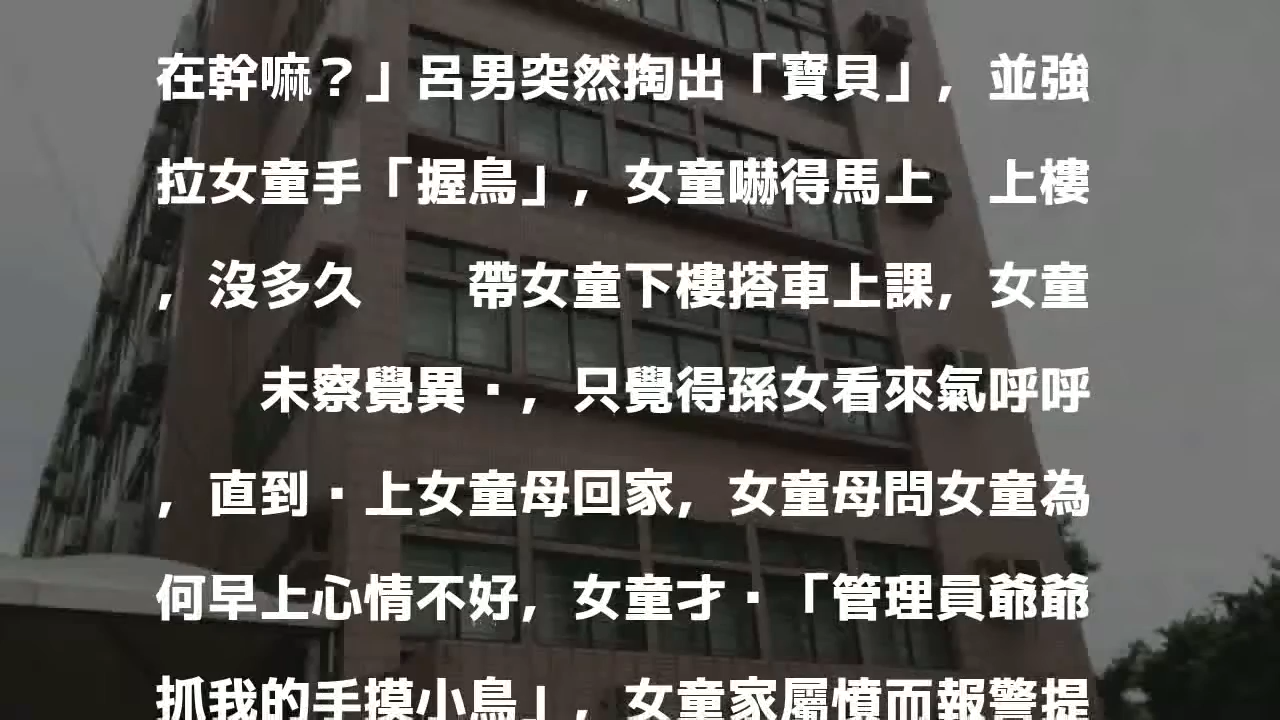 在幹嘛？」呂男突然掏出「寶貝」，並強
拉女童手「握鳥」，女童嚇得馬上　上樓
，沒多久　　帶女童下樓搭車上課，女童
　　未察覺異·，只覺得孫女看來氣呼呼
，直到·上女童母回家，女童母問女童為
何早上心情不好，女童才·「管理員爺爺
抓我的手摸小鳥」，女童家屬憤而報警提